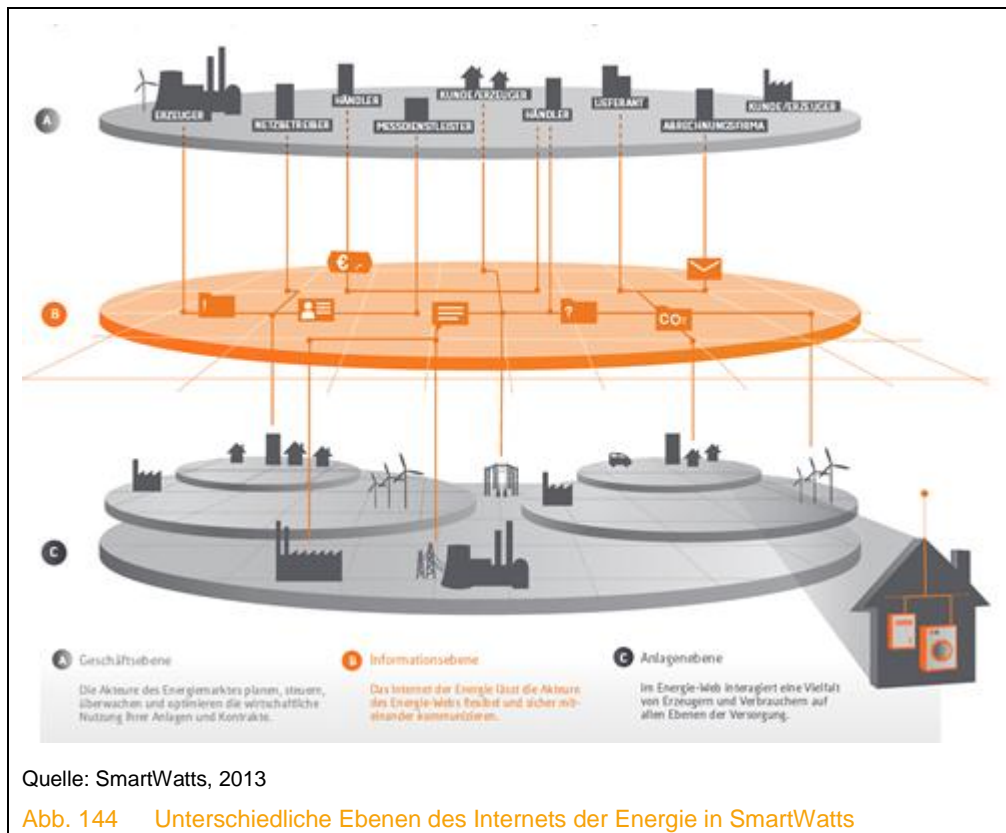 A
ERZEUGER
NETZBETREIBER
HÄNDLER
MESSDIENSTLEISTER
KUNDE/ERZEUGER
HÄNDLER
LIEFERANT
ABRECHNUNGSFIRMA
KUNDE/ERZEUGER
B
!
€
?
CO₂
C
A Geschäftsebene
Die Akteure des Energiemarktes planen, steuern,
überwachen und optimieren die wirtschaftliche
Nutzung Ihrer Anlagen und Kontrakte.
B Informationsebene
Das Internet der Energie lässt die Akteure
des Energie-Webs flexibel und sicher mit-
einander kommunizieren.
C Anlagenebene
Im Energie-Web interagiert eine Vielfalt
von Erzeugern und Verbrauchern auf
allen Ebenen der Versorgung.
Quelle: SmartWatts, 2013
Abb. 144 Unterschiedliche Ebenen des Internets der Energie in SmartWatts